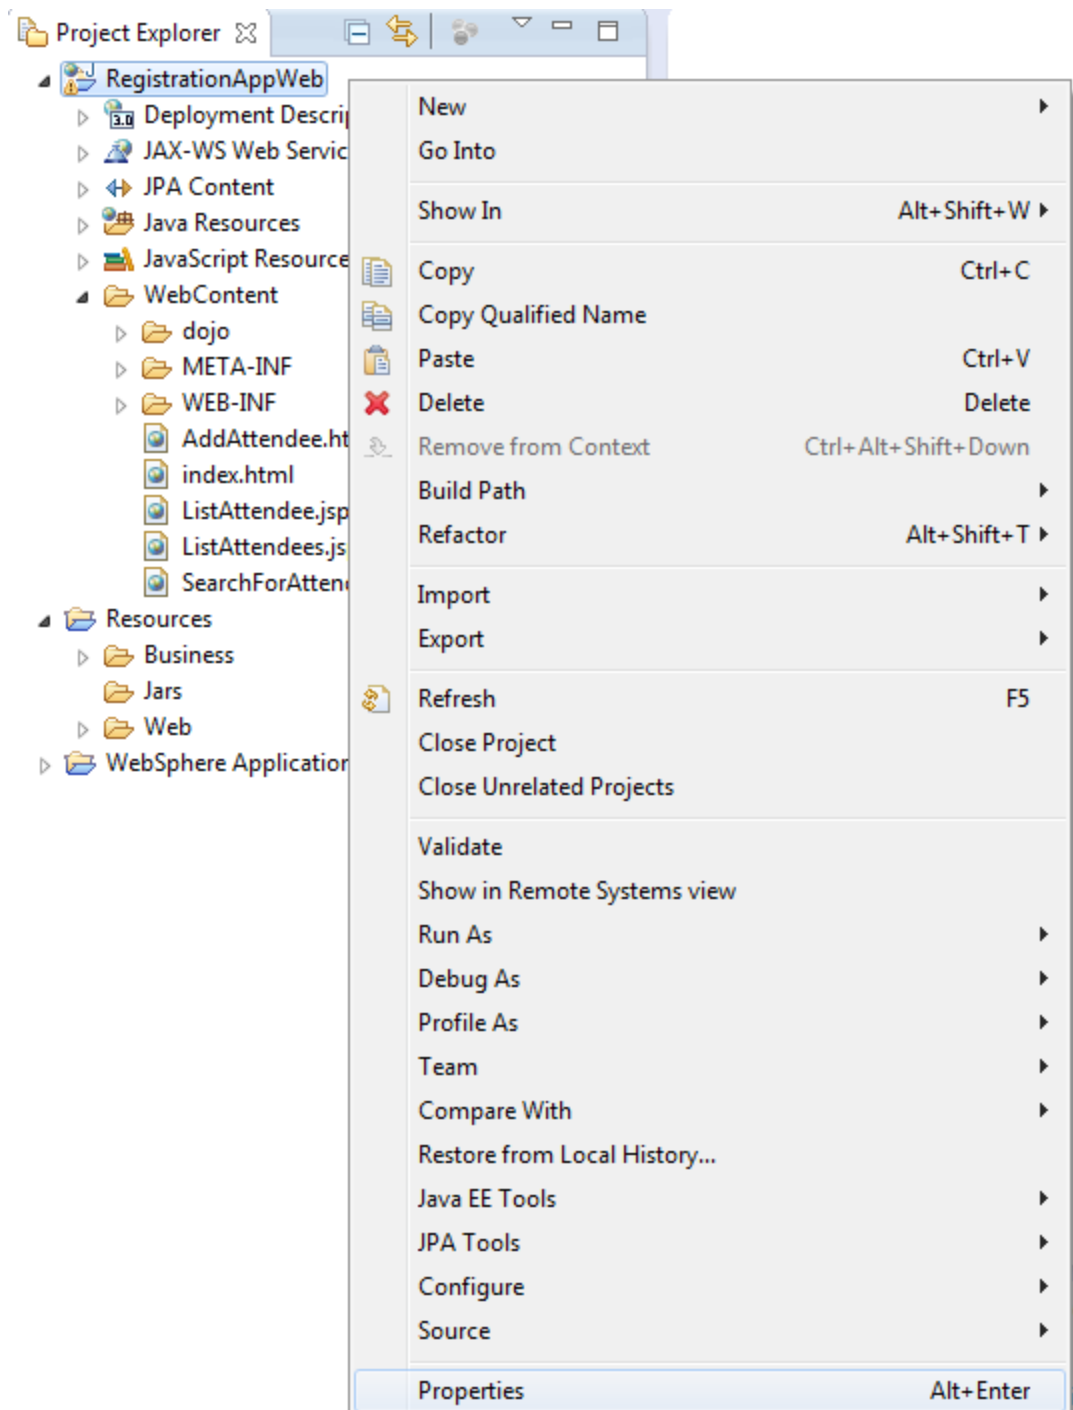 Project Explorer
RegistrationAppWeb
3.0 Deployment Descrip
JAX-WS Web Servic
JPA Content
Java Resources
JavaScript Resource
WebContent
dojo
META-INF
WEB-INF
AddAttendee.ht
index.html
ListAttendee.jsp
ListAttendees.js
SearchForAttend
Resources
Business
Jars
Web
WebSphere Application
New
Go Into
Show In Alt+Shift+W
Copy Ctrl+C
Copy Qualified Name
Paste Ctrl+V
Delete Delete
Remove from Context Ctrl+Alt+Shift+Down
Build Path
Refactor Alt+Shift+T
Import
Export
Refresh F5
Close Project
Close Unrelated Projects
Validate
Show in Remote Systems view
Run As
Debug As
Profile As
Team
Compare With
Restore from Local History...
Java EE Tools
JPA Tools
Configure
Source
Properties Alt+Enter